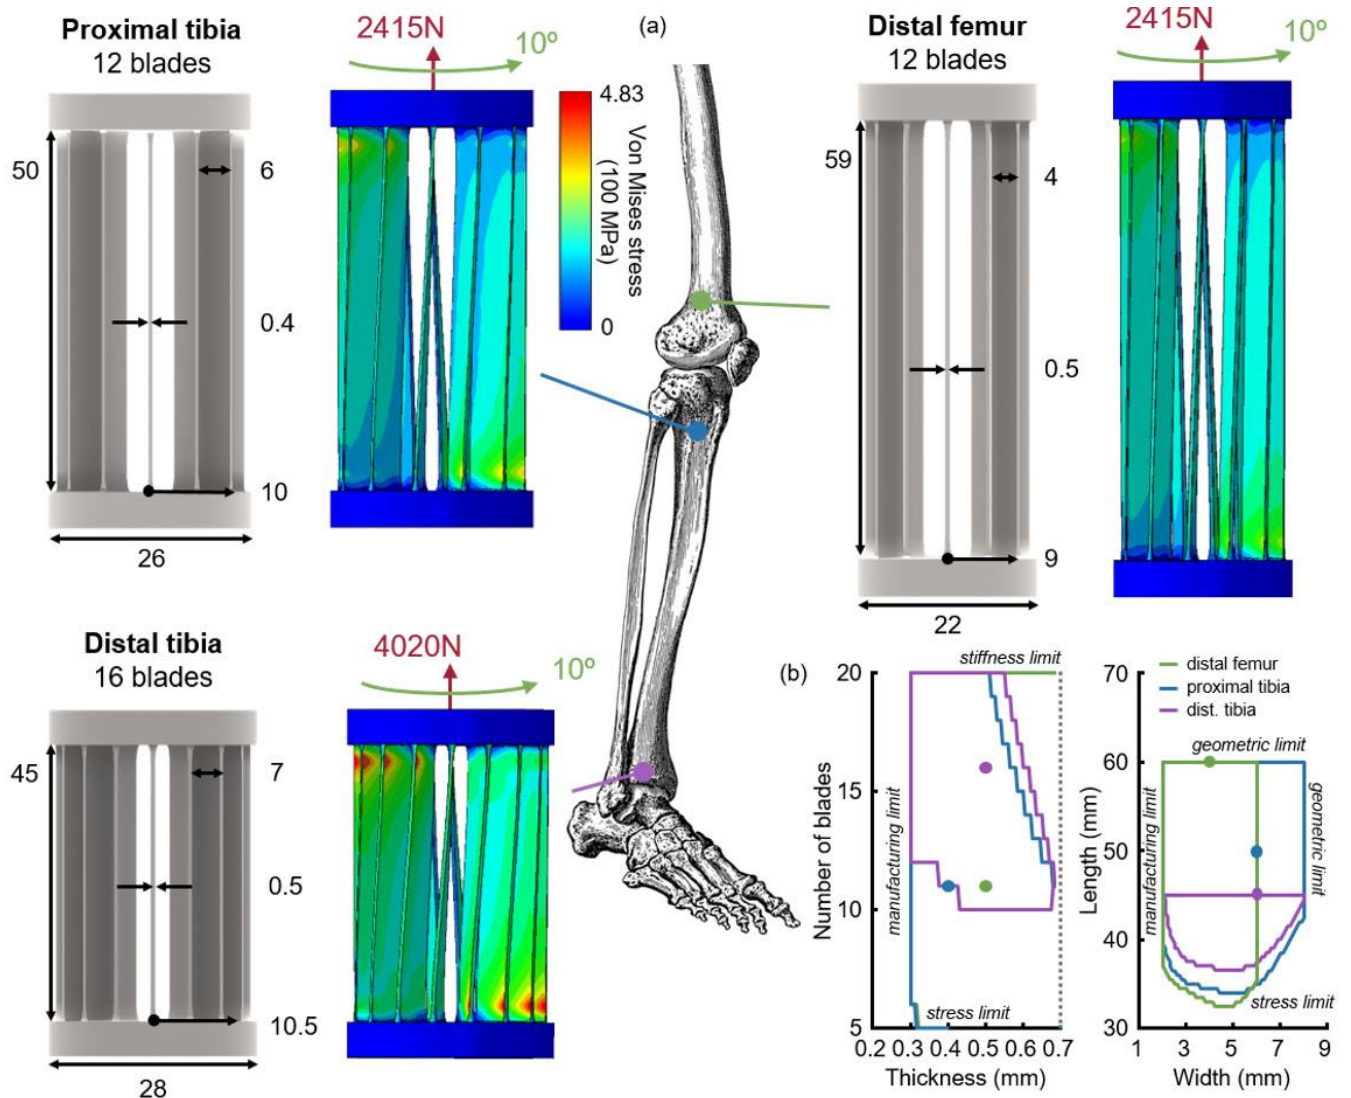 Proximal tibia
12 blades
50
6
0.4
10
26
2415N
10º
(a)
4.83
Von Mises stress
(100 MPa)
0
Distal femur
12 blades
59
4
0.5
9
22
2415N
10º
Distal tibia
16 blades
45
7
0.5
10.5
28
4020N
10º
(b)
stiffness limit
20
15
10
5
Number of blades
manufacturing limit
stress limit
0.2 0.3 0.4 0.5 0.6 0.7
Thickness (mm)
distal femur
proximal tibia
dist. tibia
70
60
50
40
30
Length (mm)
geometric limit
manufacturing limit
geometric limit
stress limit
1 3 5 7 9
Width (mm)